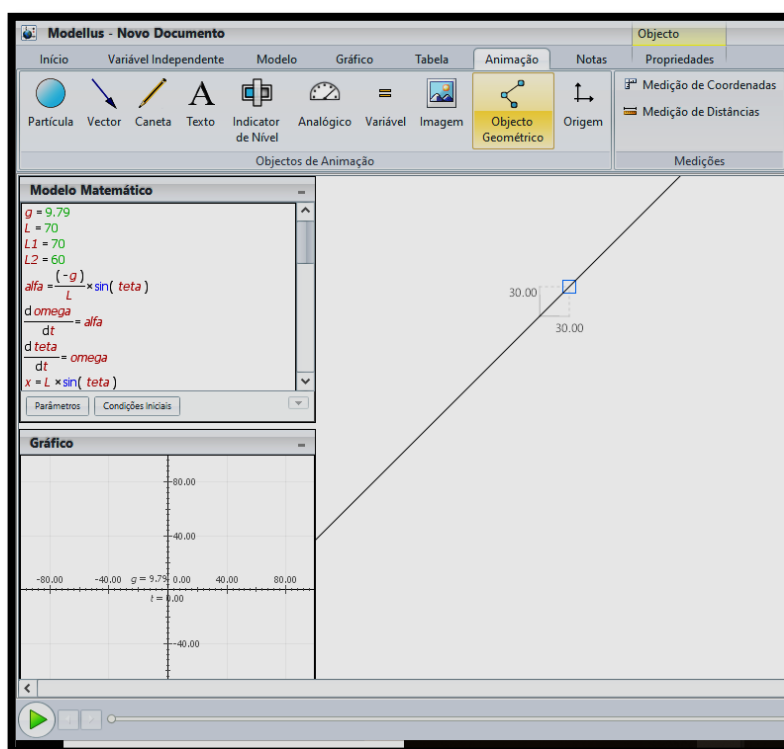 Modellus - Novo Documento
Objecto
Início Variável Independente Modelo Gráfico Tabela Animação Notas Propriedades
Partícula Vector Caneta Texto Indicator de Nível Analógico Variável Imagem Objecto Geométrico Origem
Medição de Coordenadas
Medição de Distâncias
Objectos de Animação
Medições
Modelo Matemático
g = 9.79
L = 70
L1 = 70
L2 = 60
alfa = (-g)/L × sin( teta )
d omega/dt = alfa
d teta/dt = omega
x = L × sin( teta )
Parâmetros Condições Iniciais
30.00
30.00
Gráfico
80.00
40.00
-80.00 -40.00 g = 9.79 0.00 40.00 80.00
t = 0.00
-40.00